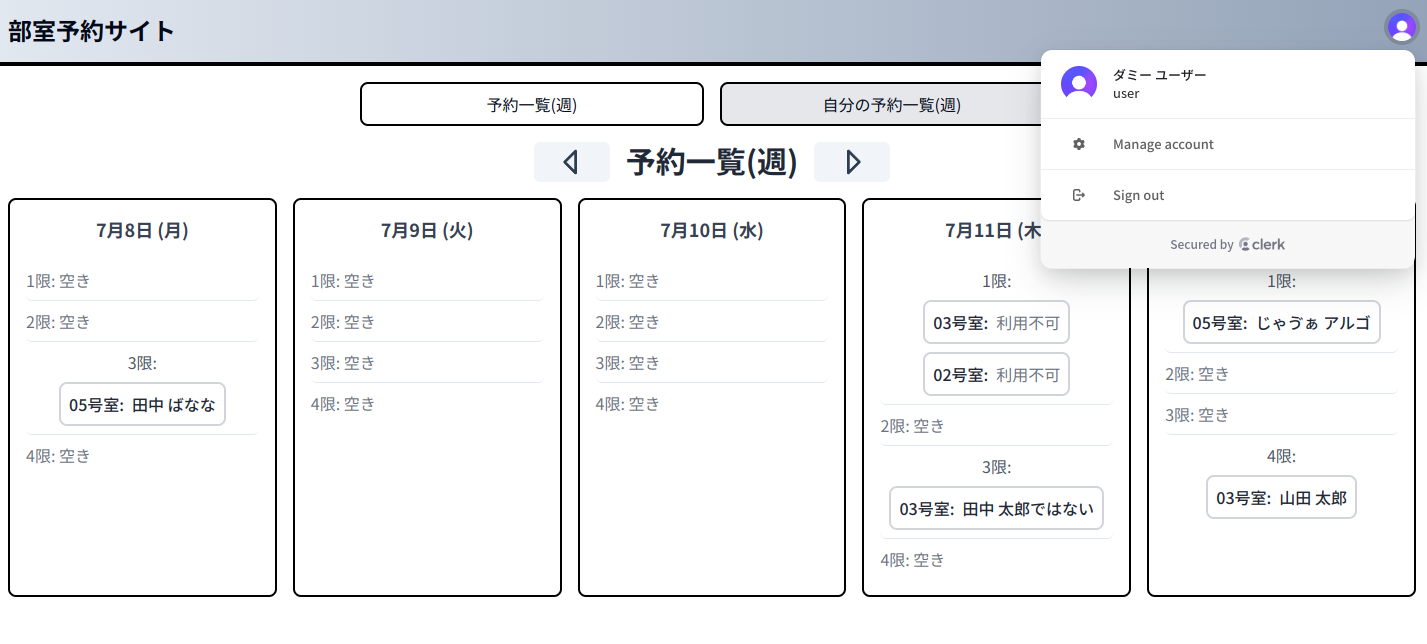 部室予約サイト
ダミー ユーザー
user
Manage account
Sign out
Secured by clerk
予約一覧(週)
自分の予約一覧(週)
予約一覧(週)
7月8日 (月)
1限: 空き
2限: 空き
3限:
05号室: 田中 ばなな
4限: 空き
7月9日 (火)
1限: 空き
2限: 空き
3限: 空き
4限: 空き
7月10日 (水)
1限: 空き
2限: 空き
3限: 空き
4限: 空き
7月11日 (木
1限:
03号室: 利用不可
02号室: 利用不可
2限: 空き
3限:
03号室: 田中 太郎ではない
4限: 空き
1限:
05号室: じゃゔぁ アルゴ
2限: 空き
3限: 空き
4限:
03号室: 山田 太郎